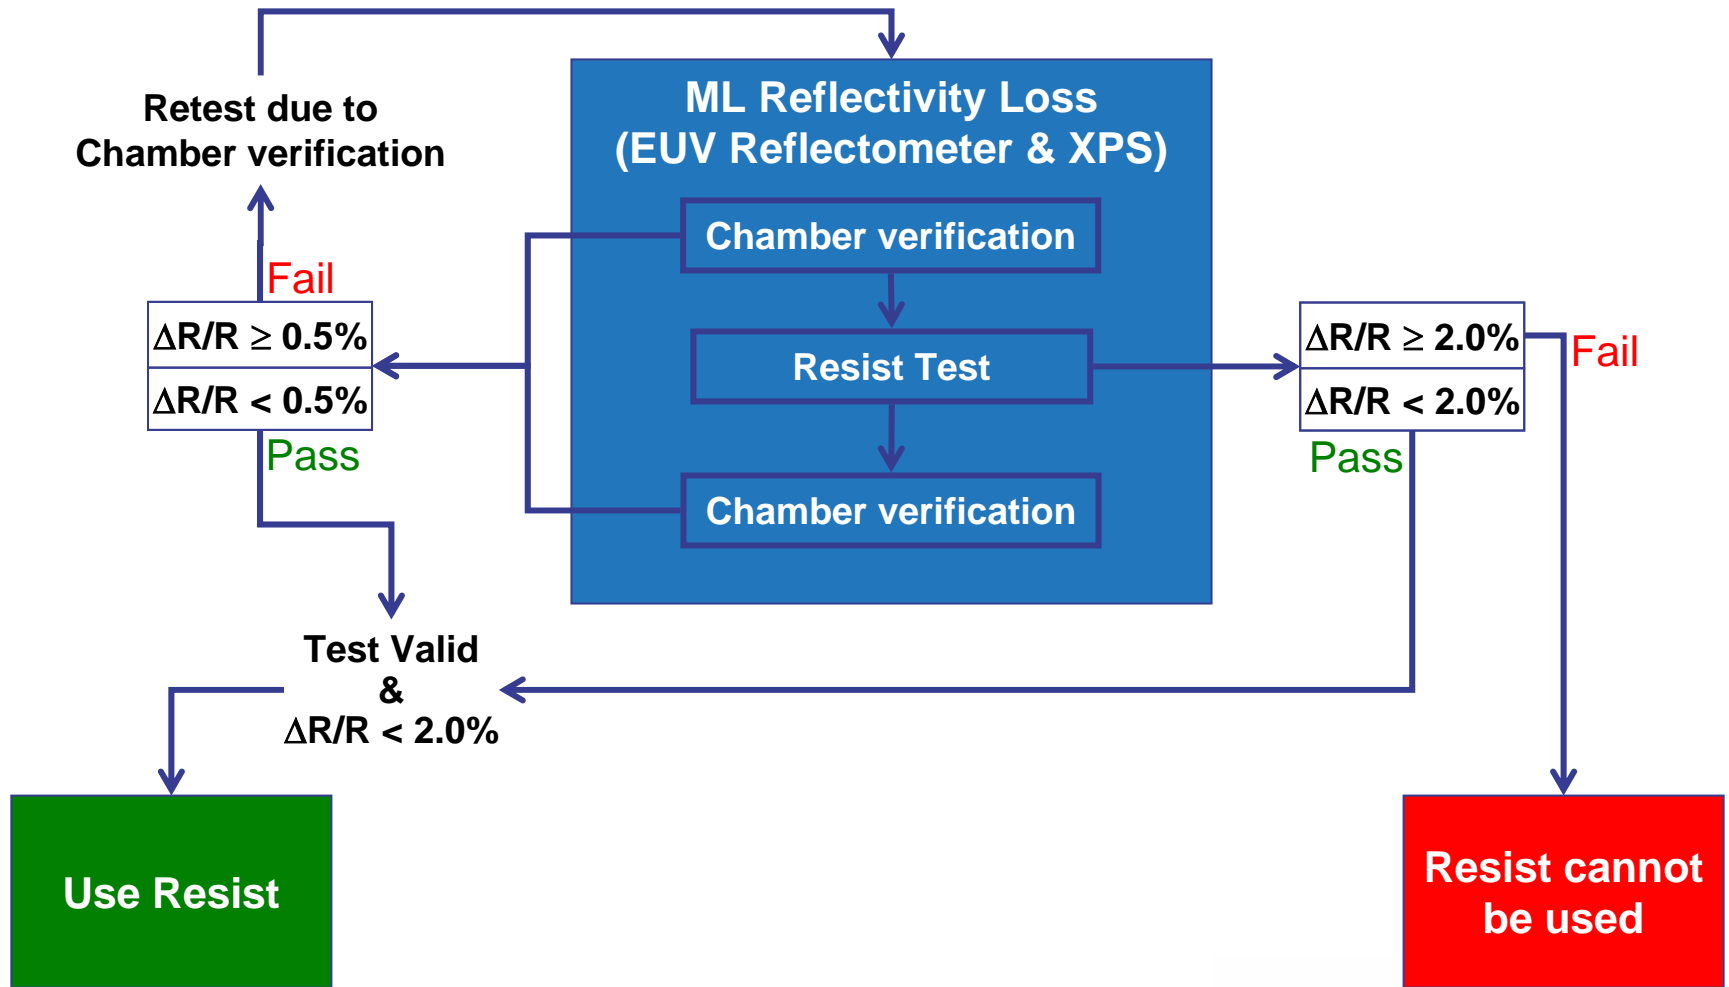 Retest due to
Chamber verification
ML Reflectivity Loss
(EUV Reflectometer & XPS)
Chamber verification
Resist Test
Chamber verification
Fail
ΔR/R ≥ 0.5%
ΔR/R < 0.5%
Pass
ΔR/R ≥ 2.0%
ΔR/R < 2.0%
Fail
Pass
Test Valid
&
ΔR/R < 2.0%
Use Resist
Resist cannot
be used